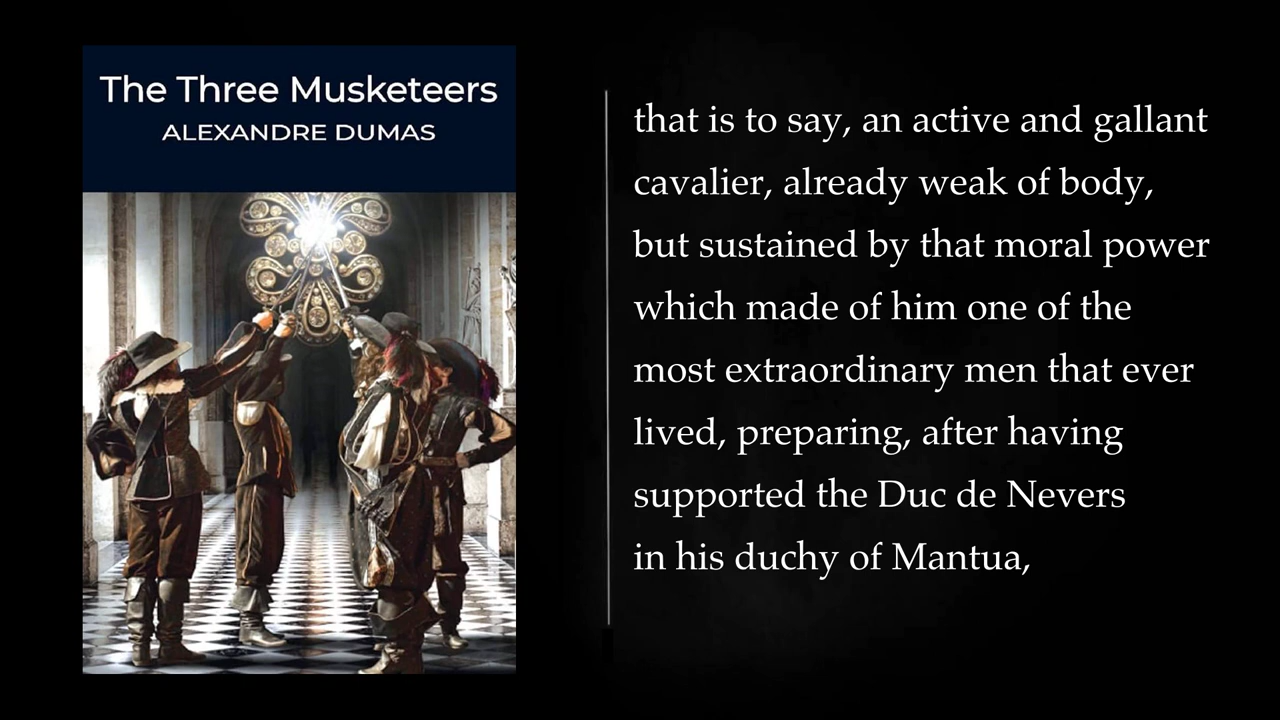 The Three Musketeers
ALEXANDRE DUMAS
that is to say, an active and gallant
cavalier, already weak of body,
but sustained by that moral power
which made of him one of the
most extraordinary men that ever
lived, preparing, after having
supported the Duc de Nevers
in his duchy of Mantua,